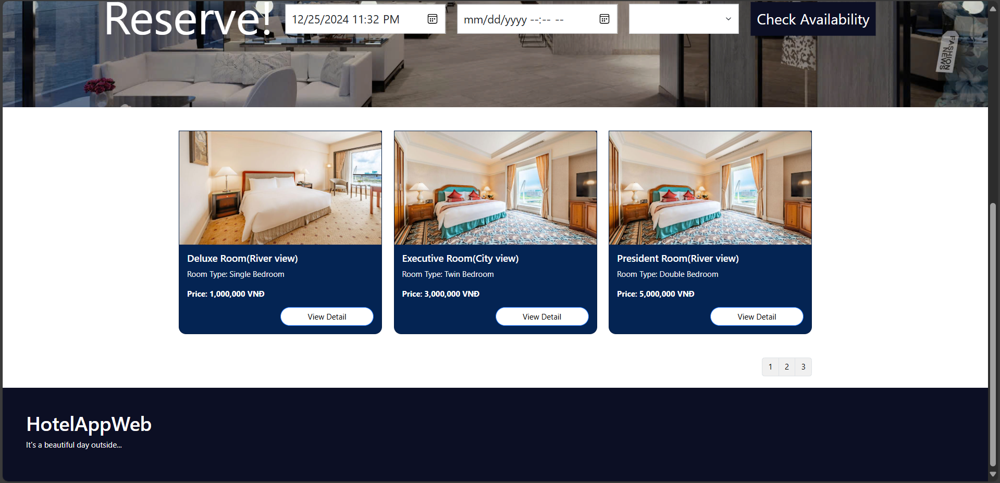 Reserve!
12/25/2024 11:32 PM
mm/dd/yyyy --:-- --
Check Availability
FASHION
NEWS
Deluxe Room(River view)
Room Type: Single Bedroom
Price: 1,000,000 VNĐ
View Detail
Executive Room(City view)
Room Type: Twin Bedroom
Price: 3,000,000 VNĐ
View Detail
President Room(River view)
Room Type: Double Bedroom
Price: 5,000,000 VNĐ
View Detail
1 2 3
HotelAppWeb
It's a beautiful day outside...